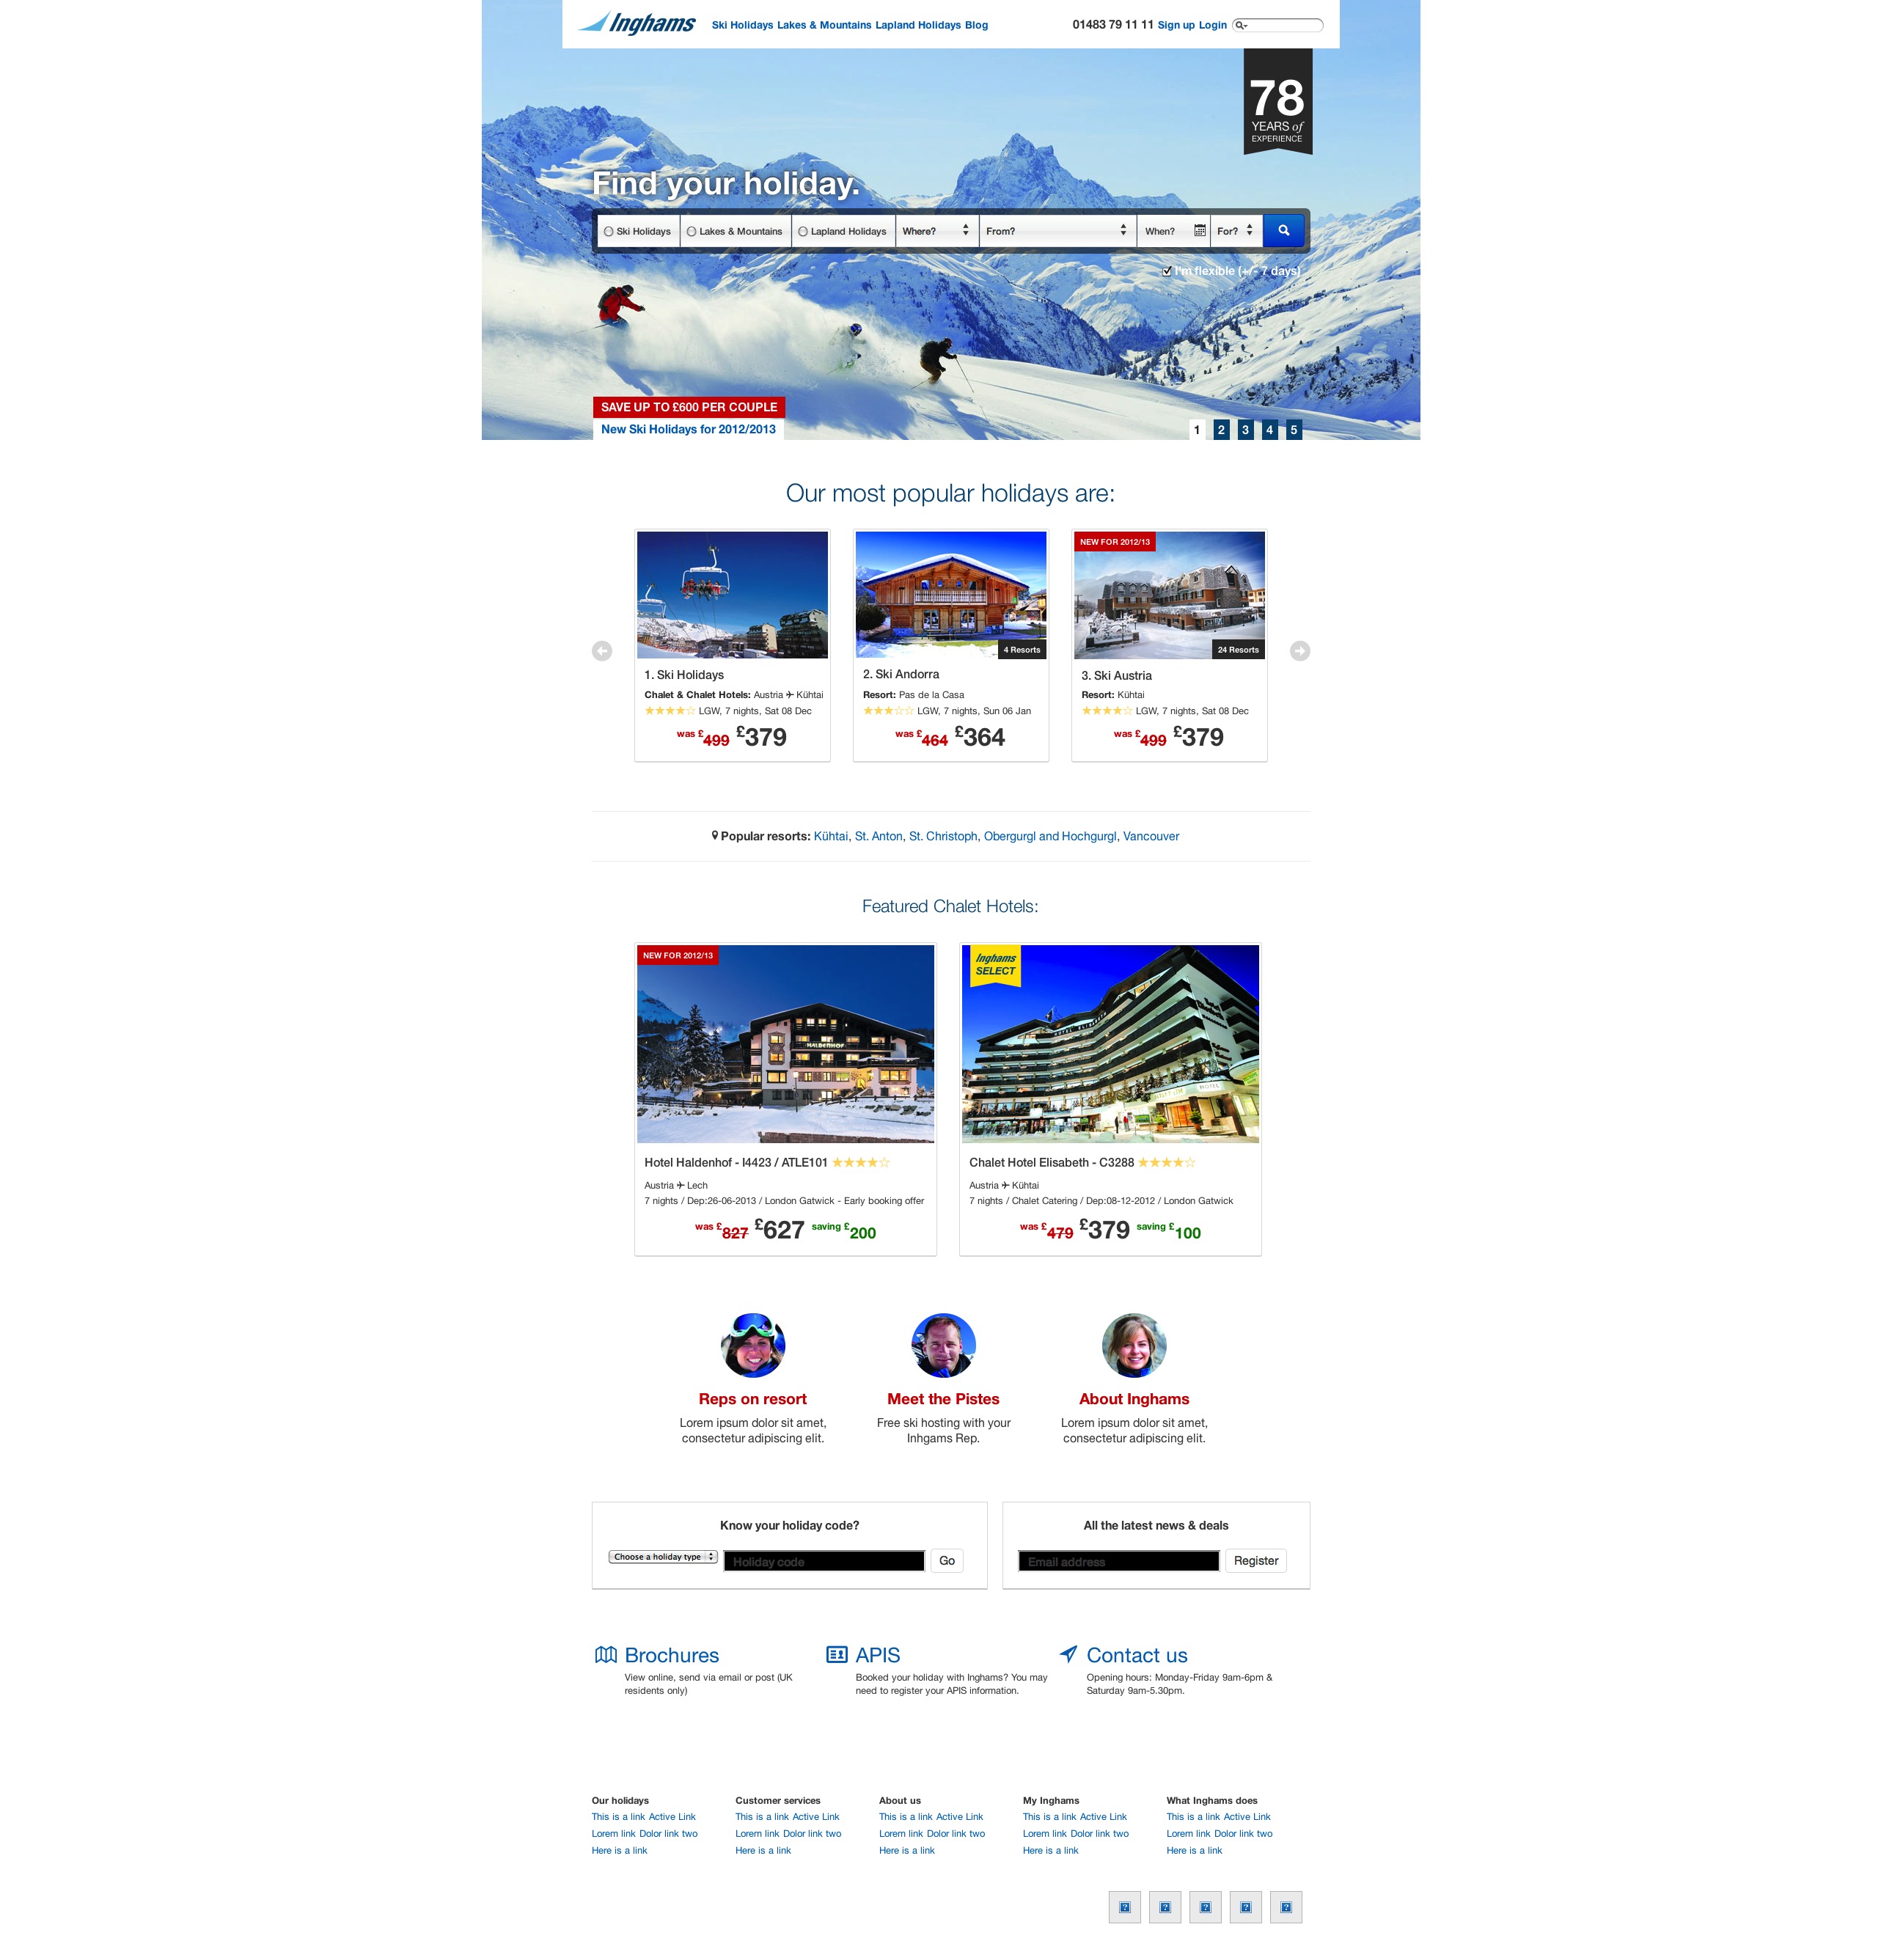 Inghams
Ski Holidays Lakes & Mountains Lapland Holidays Blog
01483 79 11 11 Sign up Login
78
YEARS of
EXPERIENCE
Find your holiday.
Ski Holidays
Lakes & Mountains
Lapland Holidays
Where?
From?
When?
For?
I'm flexible (+/- 7 days)
SAVE UP TO £600 PER COUPLE
New Ski Holidays for 2012/2013
1 2 3 4 5
Our most popular holidays are:
1. Ski Holidays
Chalet & Chalet Hotels: Austria Kühtai
LGW, 7 nights, Sat 08 Dec
was £499 £379
4 Resorts
2. Ski Andorra
Resort: Pas de la Casa
LGW, 7 nights, Sun 06 Jan
was £464 £364
NEW FOR 2012/13
24 Resorts
3. Ski Austria
Resort: Kühtai
LGW, 7 nights, Sat 08 Dec
was £499 £379
Popular resorts: Kühtai, St. Anton, St. Christoph, Obergurgl and Hochgurgl, Vancouver
Featured Chalet Hotels:
NEW FOR 2012/13
HALDENHOF
Hotel Haldenhof - I4423 / ATLE101
Austria Lech
7 nights / Dep:26-06-2013 / London Gatwick - Early booking offer
was £827 £627 saving £200
Inghams
SELECT
HOTEL
Chalet Hotel Elisabeth - C3288
Austria Kühtai
7 nights / Chalet Catering / Dep:08-12-2012 / London Gatwick
was £479 £379 saving £100
Reps on resort
Lorem ipsum dolor sit amet,
consectetur adipiscing elit.
Meet the Pistes
Free ski hosting with your
Inhgams Rep.
About Inghams
Lorem ipsum dolor sit amet,
consectetur adipiscing elit.
Know your holiday code?
Choose a holiday type
Holiday code
Go
All the latest news & deals
Email address
Register
Brochures
View online, send via email or post (UK
residents only)
APIS
Booked your holiday with Inghams? You may
need to register your APIS information.
Contact us
Opening hours: Monday-Friday 9am-6pm &
Saturday 9am-5.30pm.
Our holidays
This is a link Active Link
Lorem link Dolor link two
Here is a link
Customer services
This is a link Active Link
Lorem link Dolor link two
Here is a link
About us
This is a link Active Link
Lorem link Dolor link two
Here is a link
My Inghams
This is a link Active Link
Lorem link Dolor link two
Here is a link
What Inghams does
This is a link Active Link
Lorem link Dolor link two
Here is a link